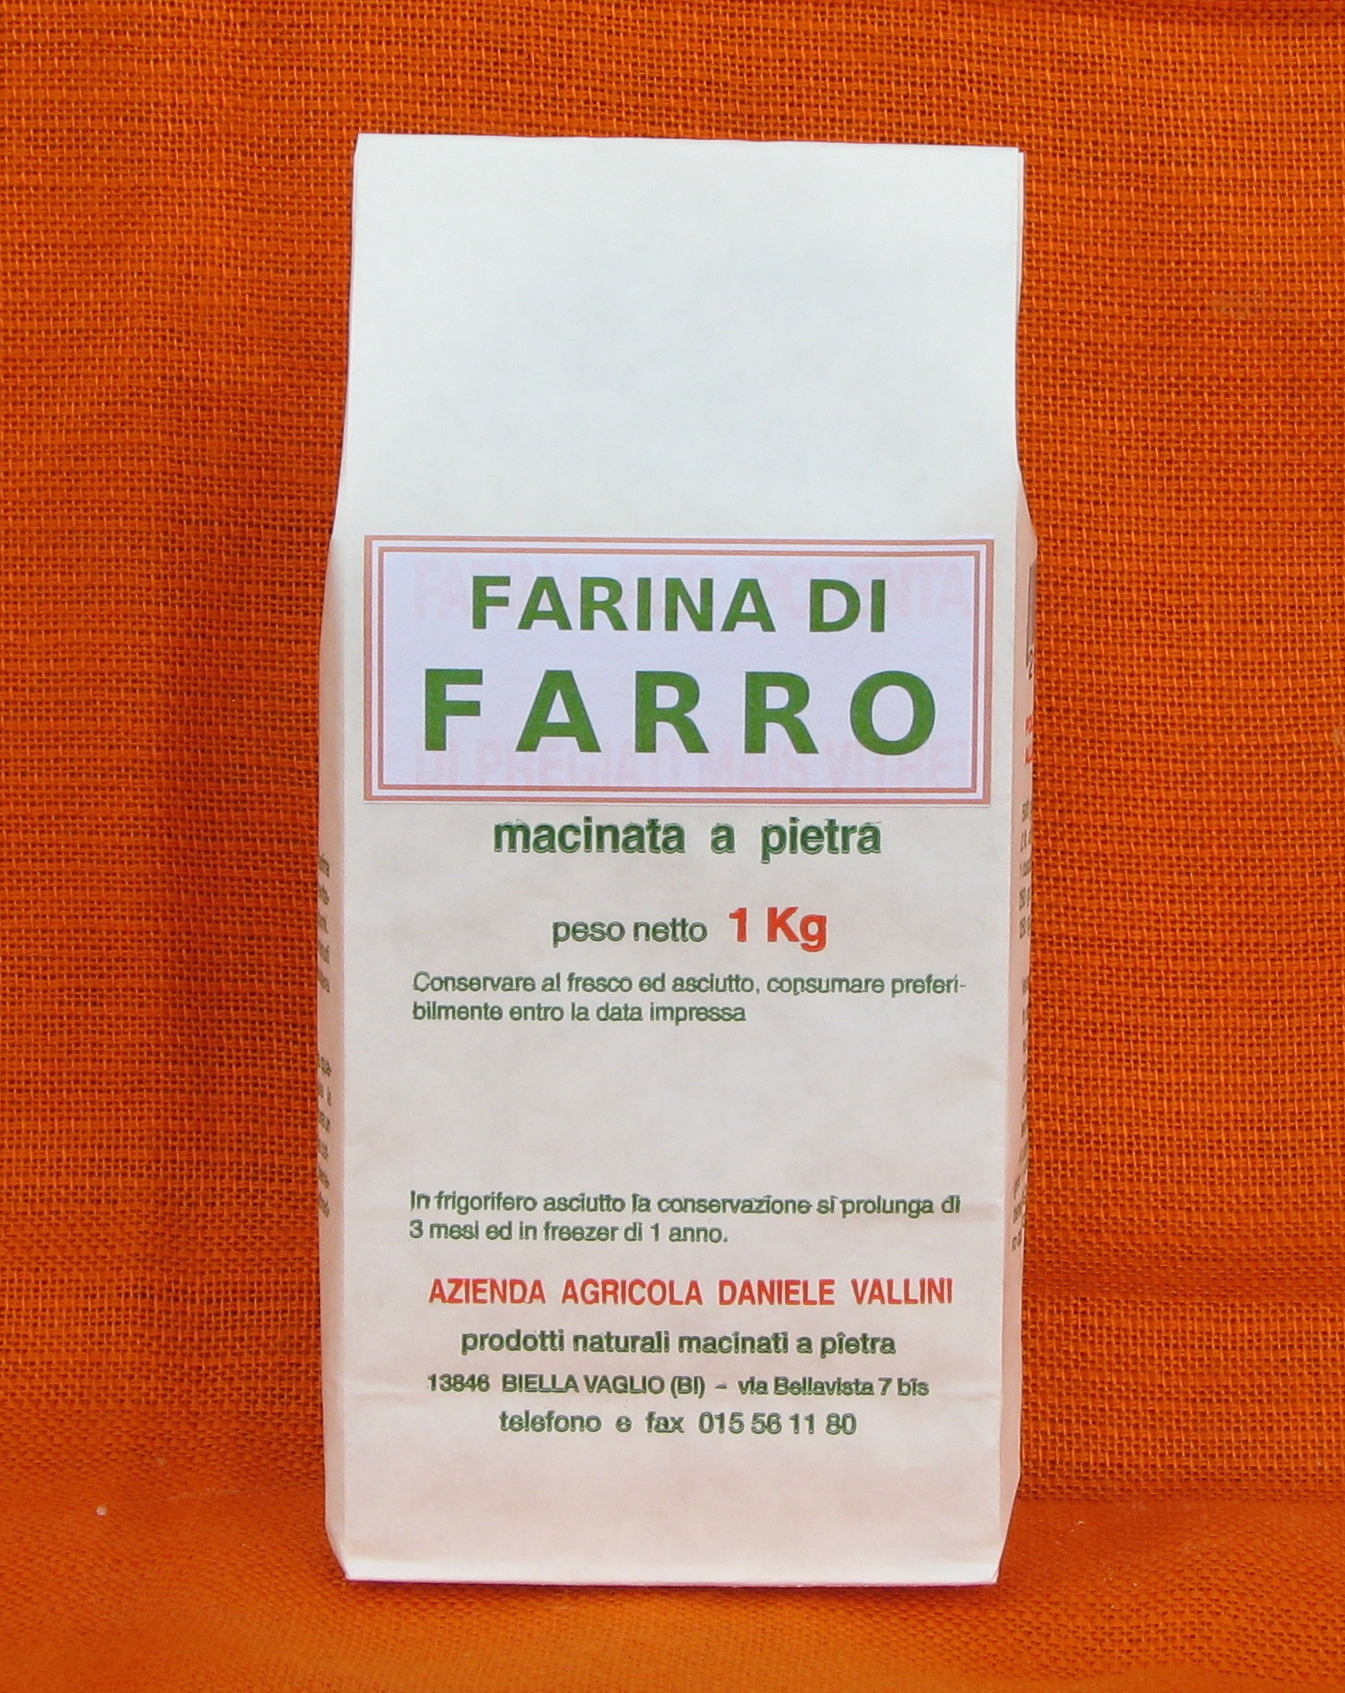 FARINA DI
FARRO
macinata a pietra
peso netto 1 Kg
Conservare al fresco ed asciutto, consumare preferi-
bilmente entro la data impressa
In frigorifero asciutto la conservazione si prolunga di
3 mesi ed in freezer di 1 anno.
AZIENDA AGRICOLA DANIELE VALLINI
prodotti naturali macinati a pietra
13846 BIELLA VAGLIO (BI) - via Bellavista 7 bis
telefono e fax 015 56 11 80